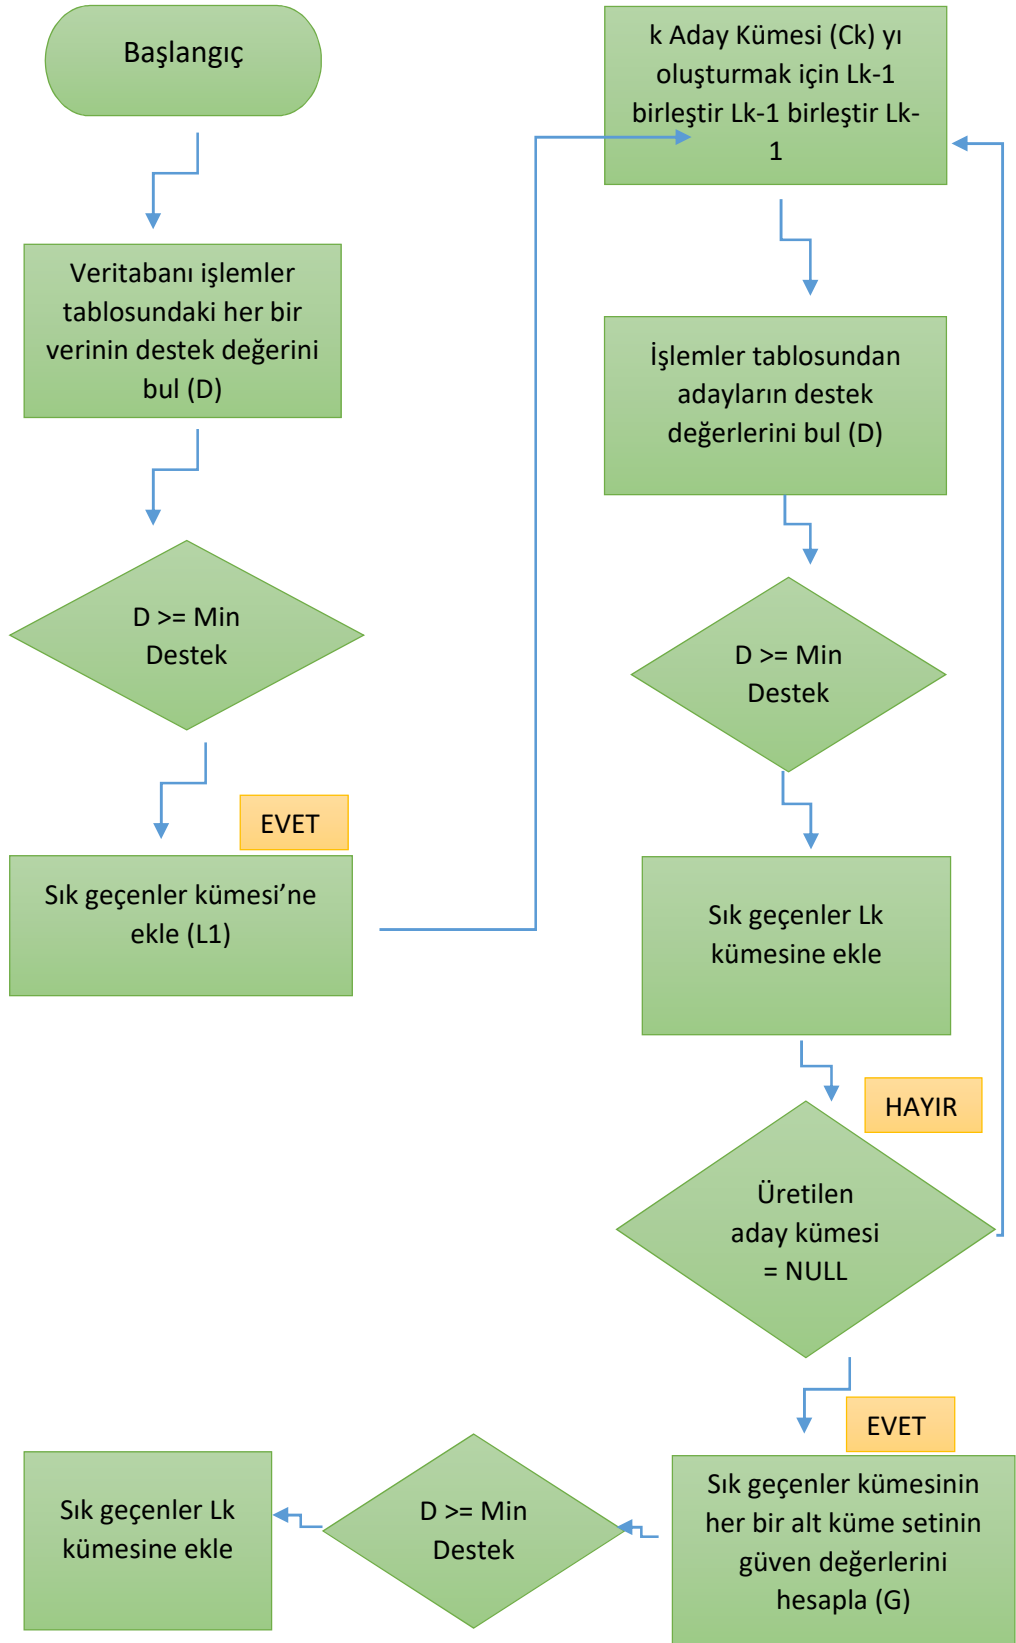 Başlangıç
Veritabanı işlemler
tablosundaki her bir
verinin destek değerini
bul (D)
D >= Min
Destek
EVET
Sık geçenler kümesi’ne
ekle (L1)
k Aday Kümesi (Ck) yı
oluşturmak için Lk-1
birleştir Lk-1 birleştir Lk-
1
İşlemler tablosundan
adayların destek
değerlerini bul (D)
D >= Min
Destek
Sık geçenler Lk
kümesine ekle
HAYIR
Üretilen
aday kümesi
= NULL
EVET
Sık geçenler kümesinin
her bir alt küme setinin
güven değerlerini
hesapla (G)
D >= Min
Destek
Sık geçenler Lk
kümesine ekle